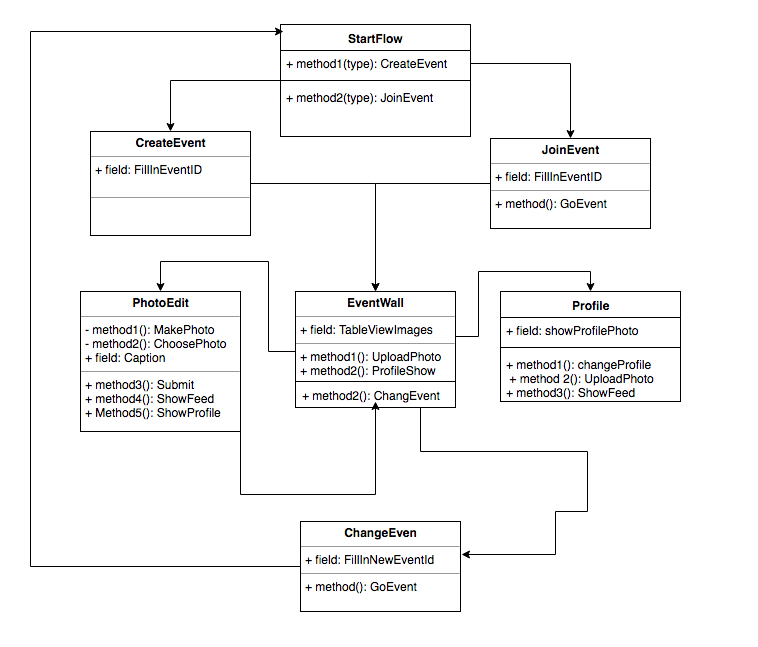 StartFlow
+ method1(type): CreateEvent
+ method2(type): JoinEvent
CreateEvent
+ field: FillInEventID
JoinEvent
+ field: FillInEventID
+ method(): GoEvent
PhotoEdit
- method1(): MakePhoto
- method2(): ChoosePhoto
+ field: Caption
+ method3(): Submit
+ method4(): ShowFeed
+ Method5(): ShowProfile
EventWall
+ field: TableViewImages
+ method1(): UploadPhoto
+ method2(): ProfileShow
+ method2(): ChangEvent
Profile
+ field: showProfilePhoto
+ method1(): changeProfile
+ method 2(): UploadPhoto
+ method3(): ShowFeed
ChangeEven
+ field: FillInNewEventId
+ method(): GoEvent